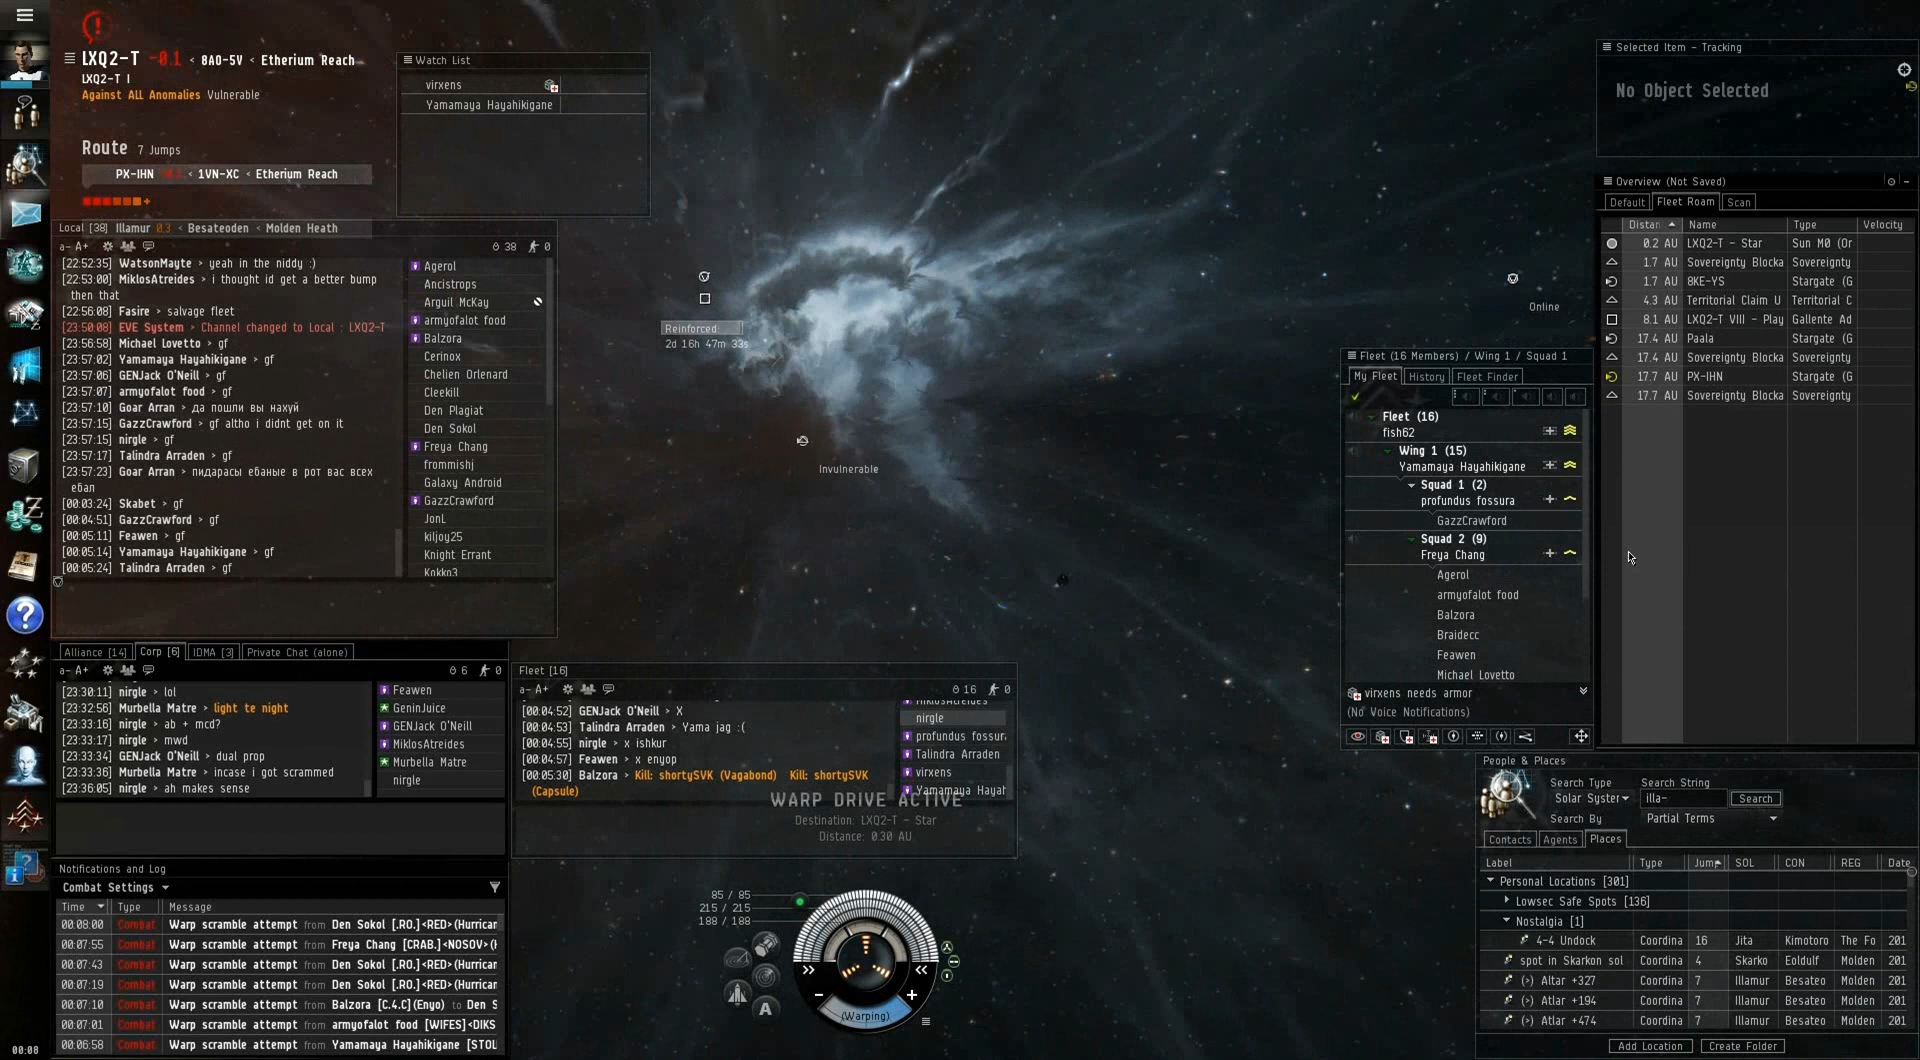 LXQ2-T -0.1 < 8AO-5V < Etherium Reach
LXQ2-T I
Against ALL Anomalies Vulnerable
Route 7 Jumps
PX-IHN -0.1 < 1VN-XC < Etherium Reach
Watch List
virxens
Yamamaya Hayahikigane
Local [38] Illamur 0.3 < Besateoden < Molden Heath
a- A+ 38 0
[22:52:35] WatsonMayte > yeah in the niddy :)
[22:53:00] MiklosAtreides > i thought id get a better bump
then that
[22:56:08] Fasire > salvage fleet
[23:50:08] EVE System > Channel changed to Local : LXQ2-T
[23:56:58] Michael Lovetto > gf
[23:57:02] Yamamaya Hayahikigane > gf
[23:57:06] GENJack O'Neill > gf
[23:57:07] armyofalot food > gf
[23:57:10] Goar Arran > да пошли вы нахуй
[23:57:15] GazzCrawford > gf altho i didnt get on it
[23:57:15] nirgle > gf
[23:57:17] Talindra Arraden > gf
[23:57:23] Goar Arran > пидарасы ебаные в рот вас всех
ебал
[00:03:24] Skabet > gf
[00:04:51] GazzCrawford > gf
[00:05:11] Feawen > gf
[00:05:14] Yamamaya Hayahikigane > gf
[00:05:24] Talindra Arraden > gf
Agerol
Ancistrops
Arguil McKay
armyofalot food
Balzora
Cerinox
Chelien Orlenard
Cleekill
Den Plagiat
Den Sokol
Freya Chang
frommishj
Galaxy Android
GazzCrawford
JonL
kiljoy25
Knight Errant
Kokko3
Reinforced:
2d 16h 47m 33s
Invulnerable
Online
Alliance [14] Corp [6] IDMA [3] Private Chat (alone)
a- A+ 6 0
[23:30:11] nirgle > lol
[23:32:56] Murbella Matre > light te night
[23:33:16] nirgle > ab + mcd?
[23:33:17] nirgle > mwd
[23:33:34] GENJack O'Neill > dual prop
[23:33:36] Murbella Matre > incase i got scrammed
[23:36:05] nirgle > ah makes sense
Feawen
GeninJuice
GENJack O'Neill
MiklosAtreides
Murbella Matre
nirgle
Fleet [16]
a- A+ 16 0
[00:04:52] GENJack O'Neill > X
[00:04:53] Talindra Arraden > Yama jag :(
[00:04:55] nirgle > x ishkur
[00:04:57] Feawen > x enyop
[00:05:30] Balzora > Kill: shortySVK (Vagabond) Kill: shortySVK
(Capsule)
MiklosAtreides
nirgle
profundus fossura
Talindra Arraden
virxens
Yamamaya Hayah
WARP DRIVE ACTIVE
Destination: LXQ2-T - Star
Distance: 0.30 AU
Notifications and Log
Combat Settings
Time Type Message
00:08:00 Combat Warp scramble attempt from Den Sokol [.RO.]<RED>(Hurrican
00:07:55 Combat Warp scramble attempt from Freya Chang [CRAB.]<NOSOV>(
00:07:43 Combat Warp scramble attempt from Den Sokol [.RO.]<RED>(Hurrican
00:07:19 Combat Warp scramble attempt from Den Sokol [.RO.]<RED>(Hurrican
00:07:10 Combat Warp scramble attempt from Balzora [C.4.C](Enyo) to Den S
00:07:01 Combat Warp scramble attempt from armyofalot food [WIFES]<DIKS
00:06:58 Combat Warp scramble attempt from Yamamaya Hayahikigane [STOL
00:08
85 / 85
215 / 215
188 / 188
A
(Warping)
Selected Item - Tracking
No Object Selected
Overview (Not Saved)
Default Fleet Roam Scan
Distan Name Type Velocity
0.2 AU LXQ2-T - Star Sun M0 (Or
1.7 AU Sovereignty Blocka Sovereignty
1.7 AU 8KE-YS Stargate (G
4.3 AU Territorial Claim U Territorial C
8.1 AU LXQ2-T VIII - Play Gallente Ad
17.4 AU Paala Stargate (G
17.4 AU Sovereignty Blocka Sovereignty
17.7 AU PX-IHN Stargate (G
17.7 AU Sovereignty Blocka Sovereignty
Fleet (16 Members) / Wing 1 / Squad 1
My Fleet History Fleet Finder
Fleet (16)
fish62
Wing 1 (15)
Yamamaya Hayahikigane
Squad 1 (2)
profundus fossura
GazzCrawford
Squad 2 (9)
Freya Chang
Agerol
armyofalot food
Balzora
Braidecc
Feawen
Michael Lovetto
virxens needs armor
(No Voice Notifications)
People & Places
Search Type Search String
Solar System illa- Search
Search By Partial Terms
Contacts Agents Places
Label Type Jump SOL CON REG Date
Personal Locations [301]
Lowsec Safe Spots [136]
Nostalgia [1]
4-4 Undock Coordina 16 Jita Kimotoro The Fo 201
spot in Skarkon sol Coordina 4 Skarko Eoldulf Molden 201
(>) Altar +327 Coordina 7 Illamur Besateo Molden 201
(>) Atlar +194 Coordina 7 Illamur Besateo Molden 201
(>) Atlar +474 Coordina 7 Illamur Besateo Molden 201
Add Location Create Folder